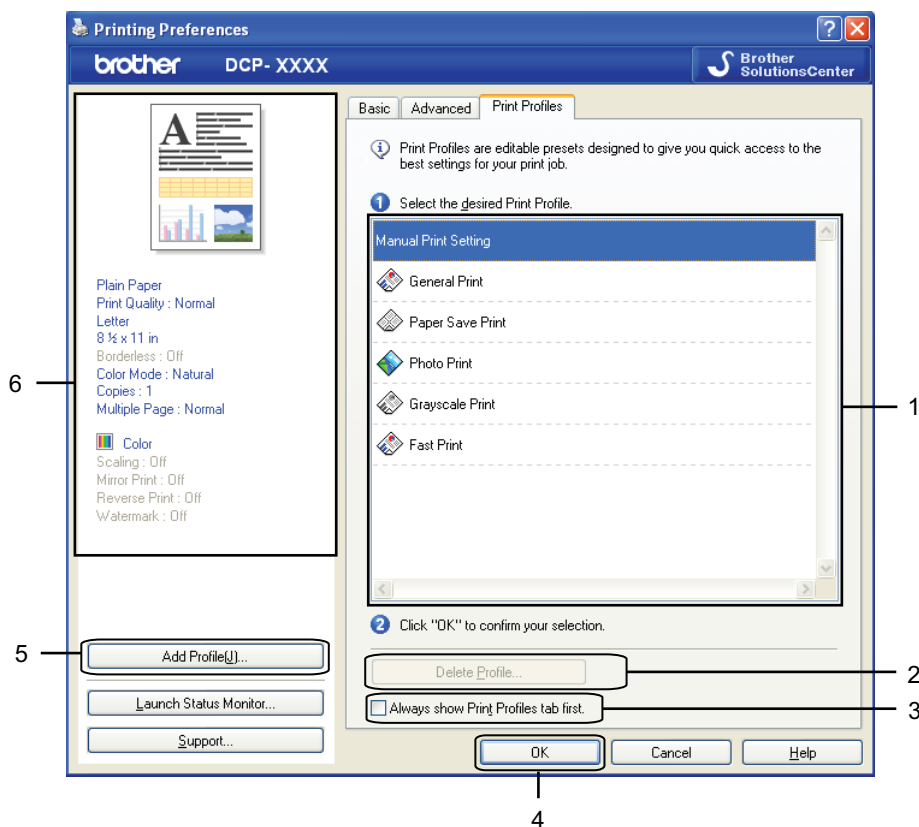 Printing Preferences
brother DCP- XXXX
Brother
SolutionsCenter
A
Plain Paper
Print Quality : Normal
Letter
8 ½ x 11 in
Borderless : Off
Color Mode : Natural
Copies : 1
Multiple Page : Normal
Color
Scaling : Off
Mirror Print : Off
Reverse Print : Off
Watermark : Off
6
Add Profile(J)...
5
Launch Status Monitor...
Support...
Basic Advanced Print Profiles
Print Profiles are editable presets designed to give you quick access to the
best settings for your print job.
1 Select the desired Print Profile.
Manual Print Setting
General Print
Paper Save Print
Photo Print
Grayscale Print
Fast Print
1
2 Click "OK" to confirm your selection.
Delete Profile...
2
Always show Print Profiles tab first.
3
OK Cancel Help
4